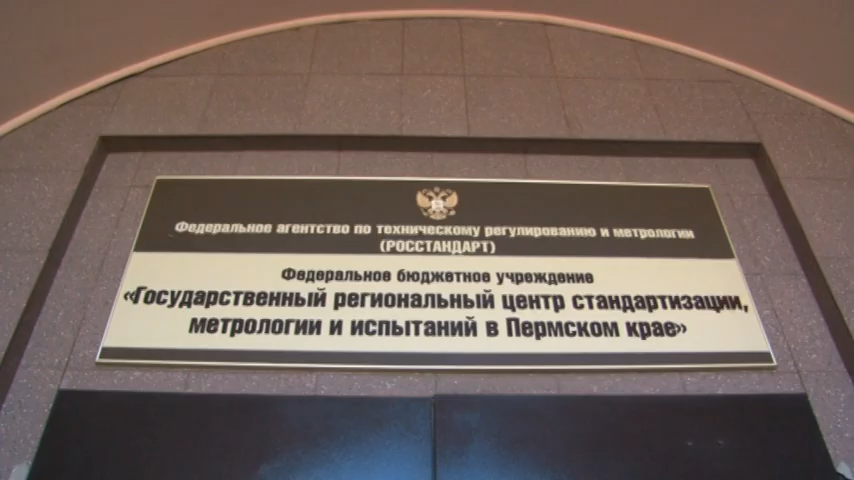 Федеральное агентство по техническому регулированию и метрологии
(РОССТАНДАРТ)
Федеральное бюджетное учреждение
«Государственный региональный центр стандартизации,
метрологии и испытаний в Пермском крае»